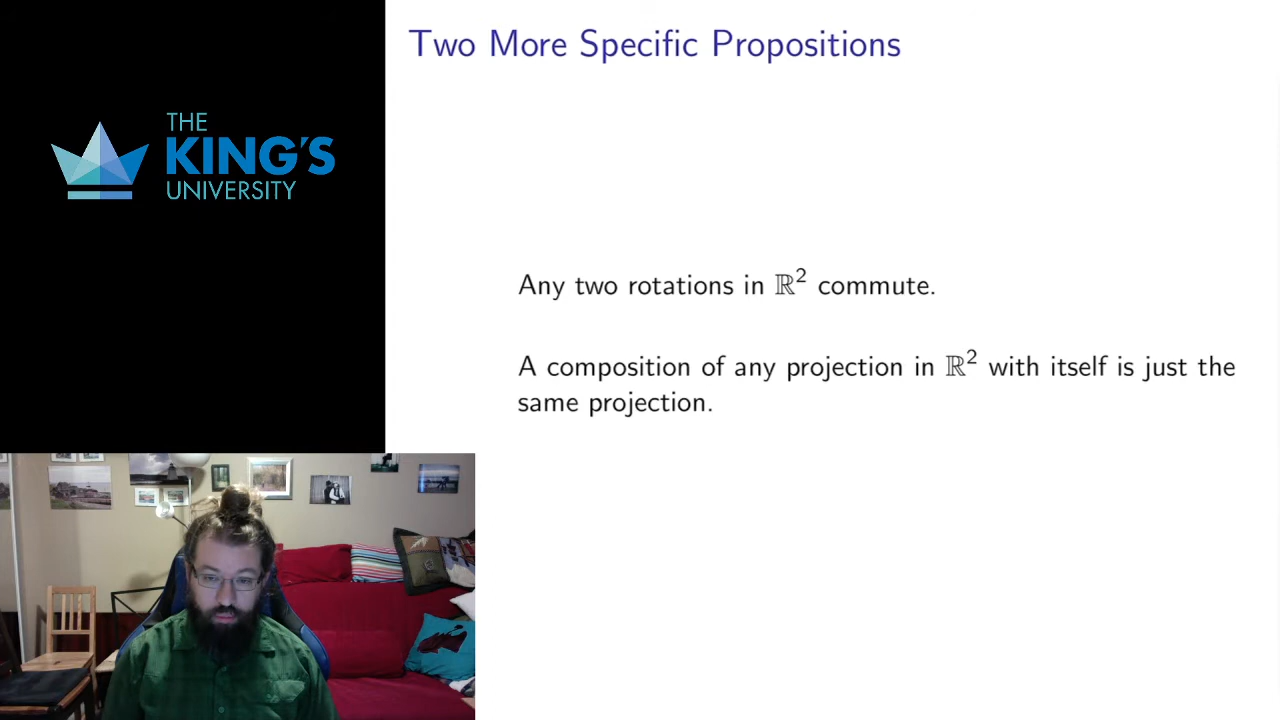 Two More Specific Propositions
THE
KING'S
UNIVERSITY
Any two rotations in ℝ² commute.
A composition of any projection in ℝ² with itself is just the
same projection.